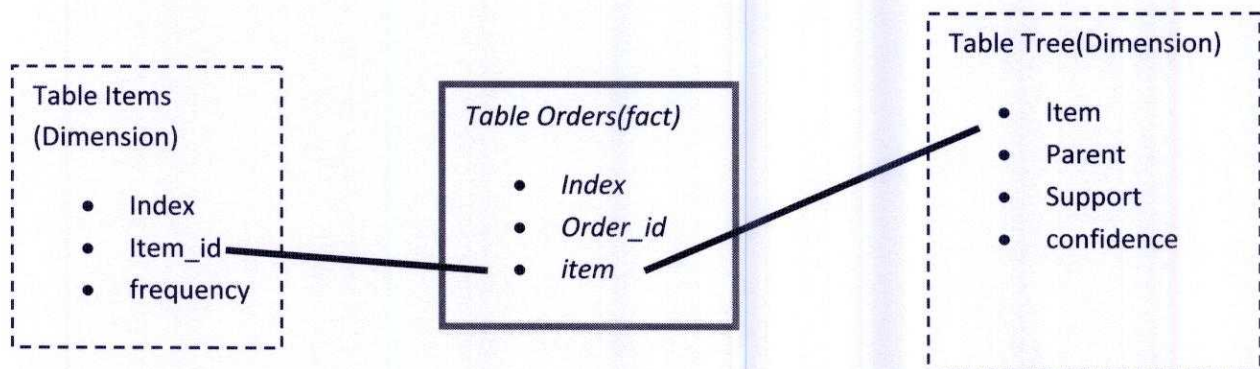 Table Items
(Dimension)
• Index
• Item_id
• frequency
Table Orders(fact)
• Index
• Order_id
• item
Table Tree(Dimension)
• Item
• Parent
• Support
• confidence